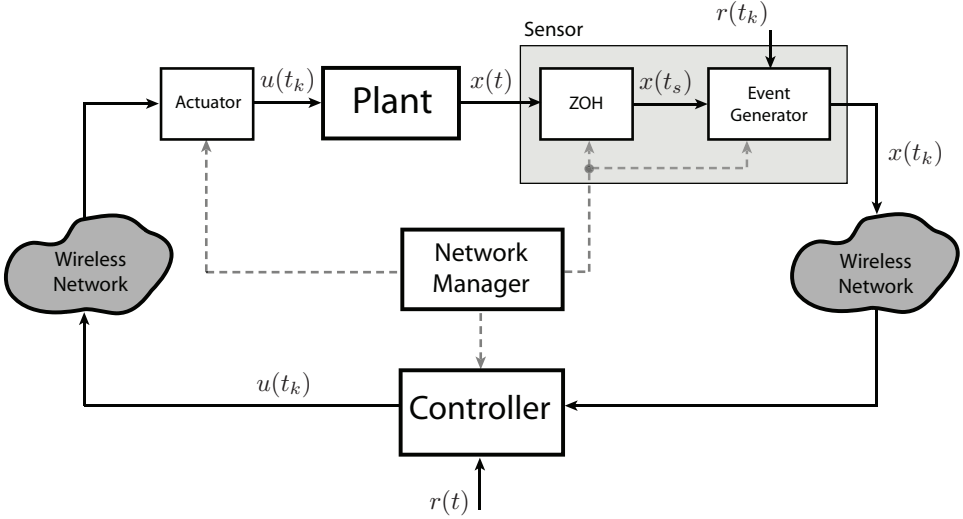 r(t_k)
Sensor
u(t_k)
x(t)
x(t_s)
Actuator
Plant
ZOH
Event
Generator
x(t_k)
Wireless
Network
Network
Manager
Wireless
Network
u(t_k)
Controller
r(t)